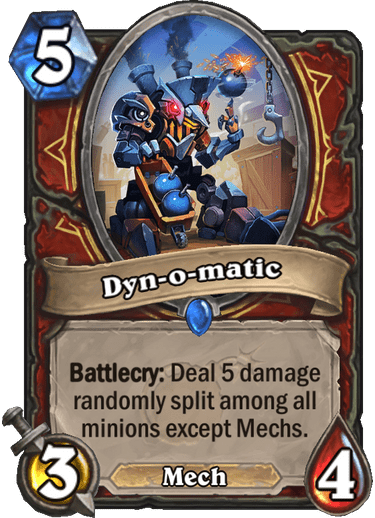 5
Dyn-o-matic
Battlecry: Deal 5 damage
randomly split among all
minions except Mechs.
3
Mech
4